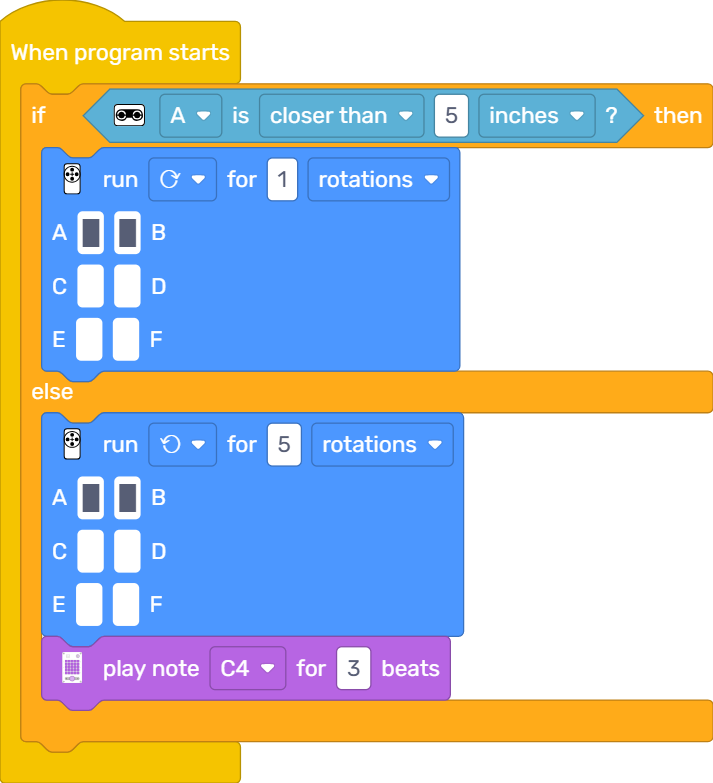 When program starts
if A is closer than 5 inches ? then
run for 1 rotations
A B
C D
E F
else
run for 5 rotations
A B
C D
E F
play note C4 for 3 beats